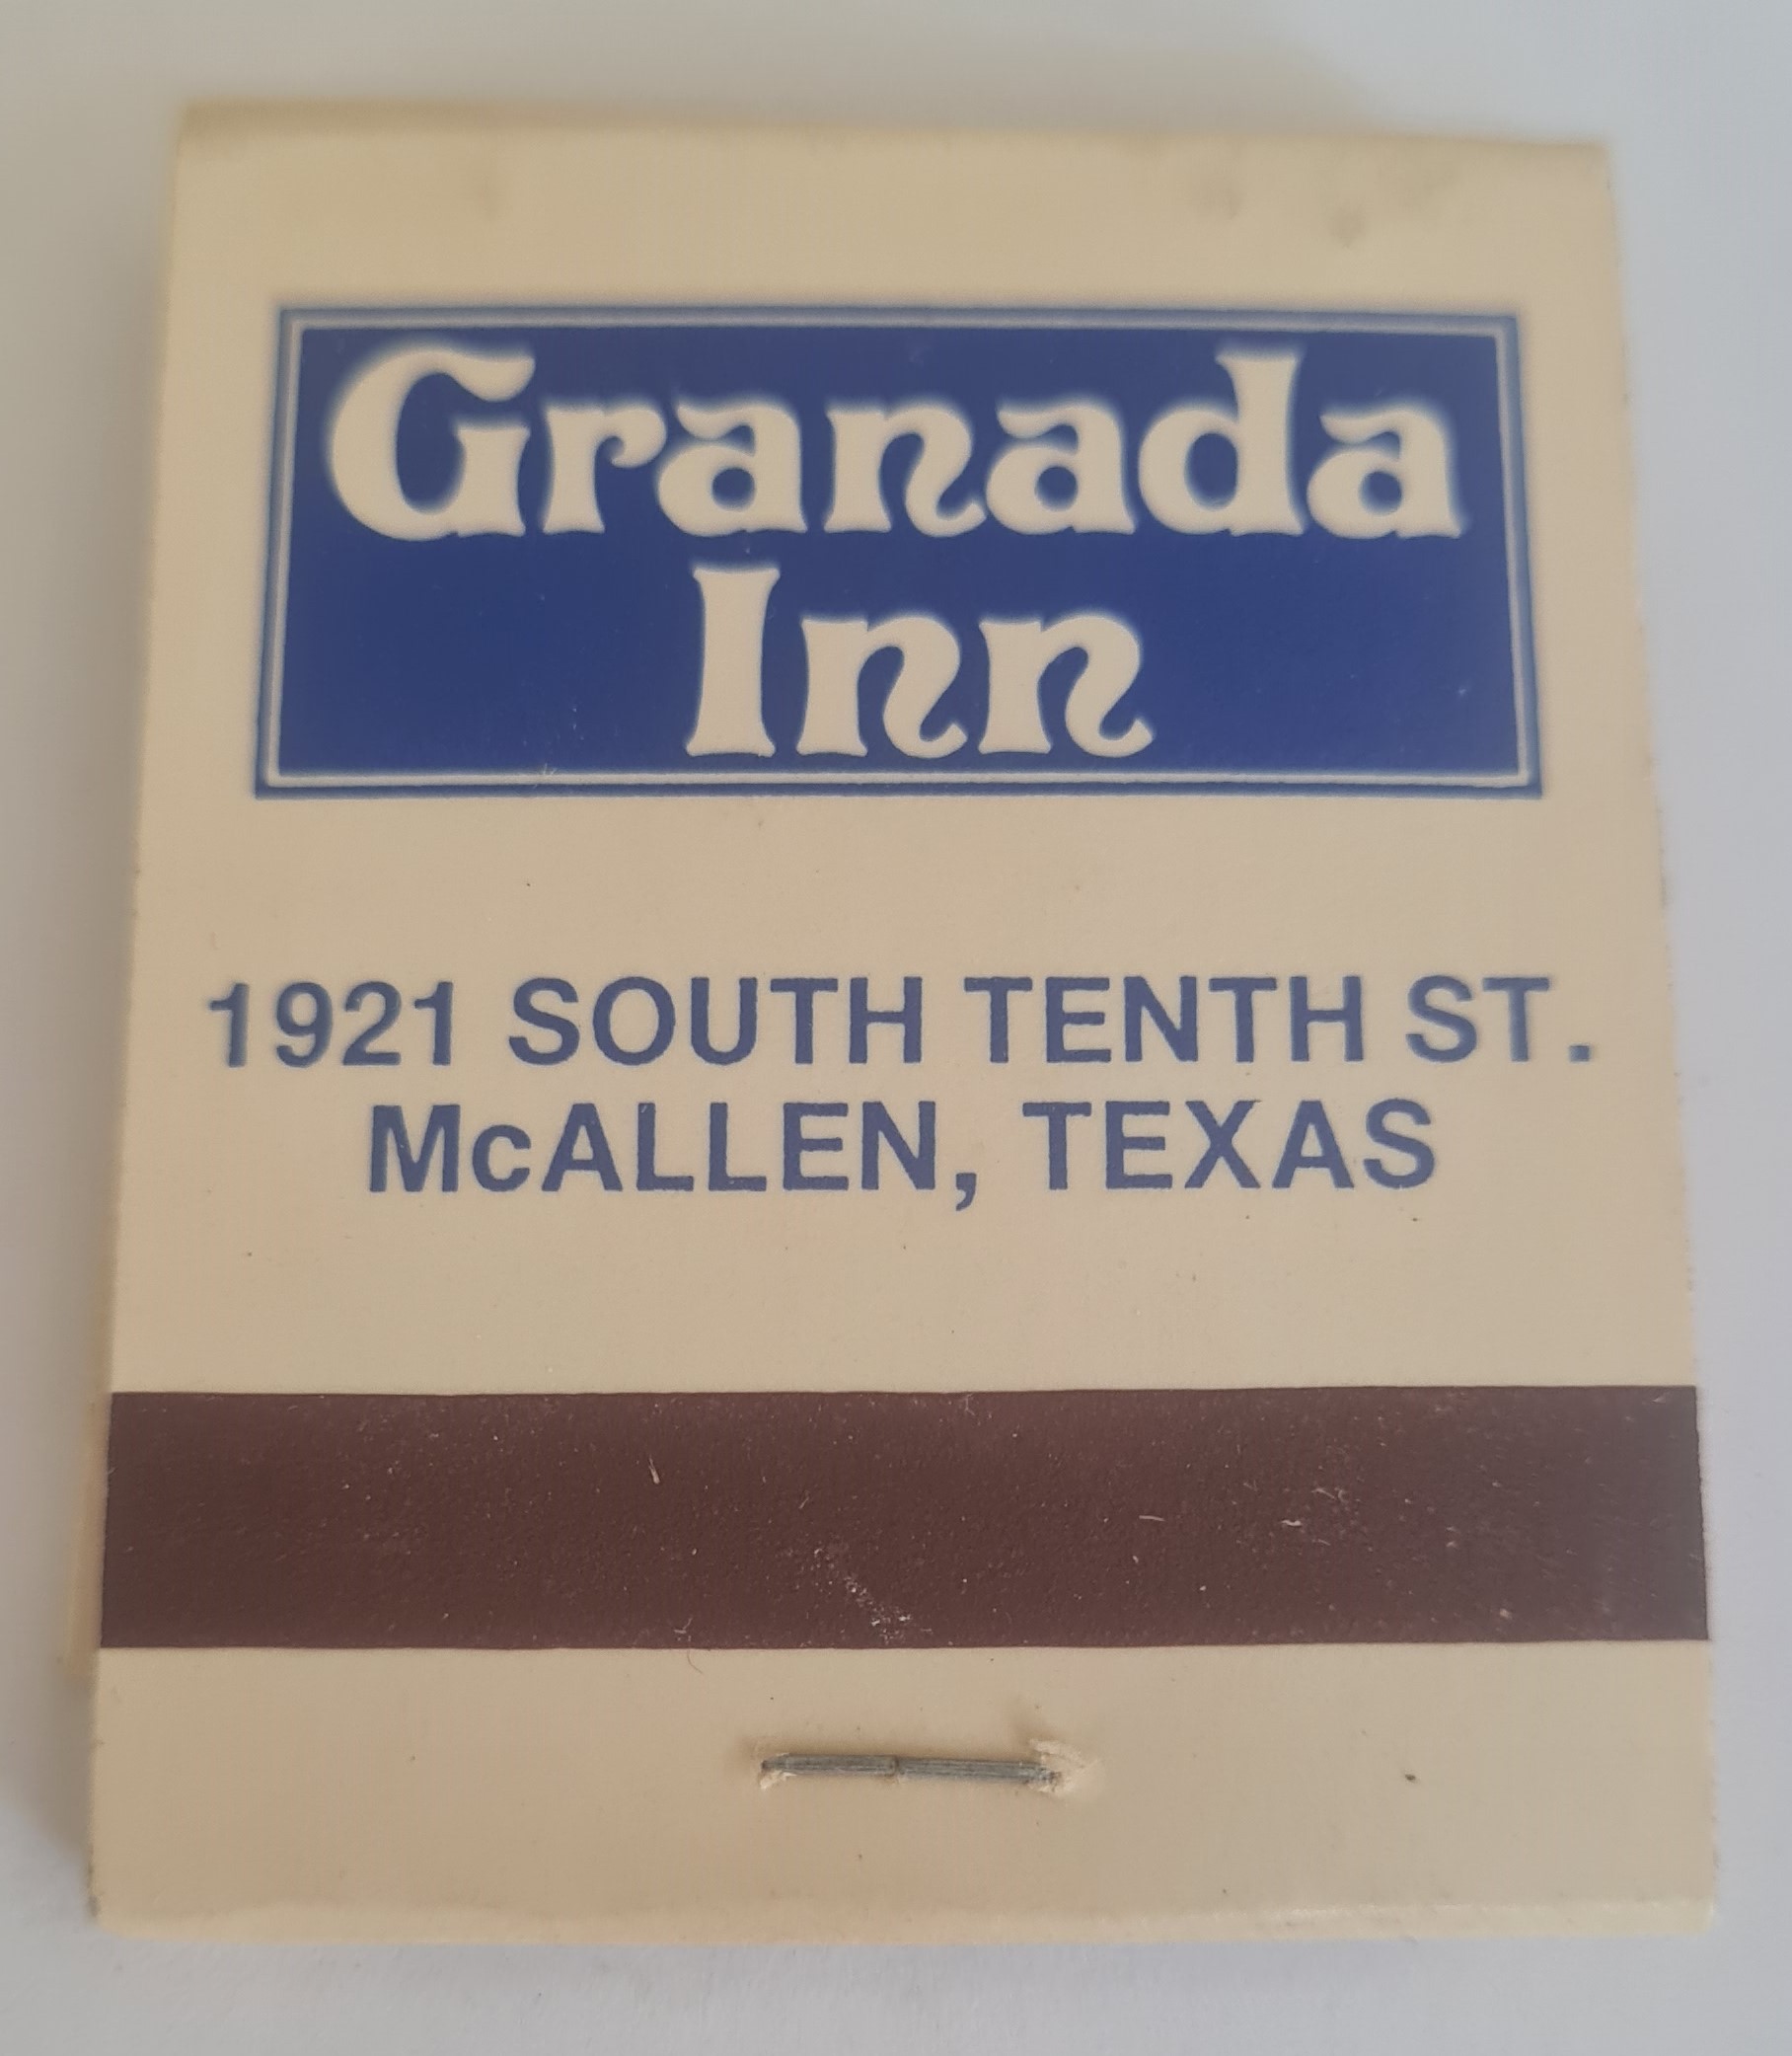 Granada
Inn
1921 SOUTH TENTH ST.
McALLEN, TEXAS